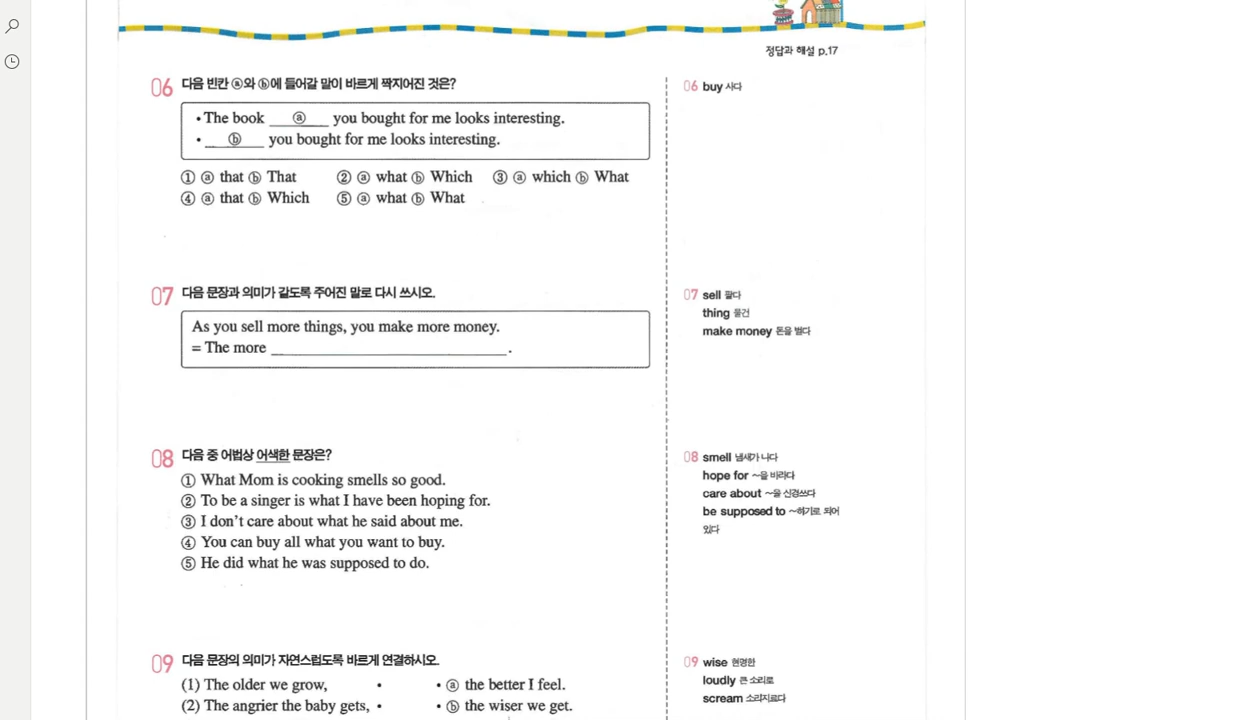 정답과 해설 p.17
06 다음 빈칸 ⓐ와 ⓑ에 들어갈 말이 바르게 짝지어진 것은?
• The book ___ⓐ___ you bought for me looks interesting.
• ___ⓑ___ you bought for me looks interesting.
① ⓐ that ⓑ That ② ⓐ what ⓑ Which ③ ⓐ which ⓑ What
④ ⓐ that ⓑ Which ⑤ ⓐ what ⓑ What
06 buy 사다
07 다음 문장과 의미가 같도록 주어진 말로 다시 쓰시오.
As you sell more things, you make more money.
= The more ______________________________.
07 sell 팔다
thing 물건
make money 돈을 벌다
08 다음 중 어법상 어색한 문장은?
① What Mom is cooking smells so good.
② To be a singer is what I have been hoping for.
③ I don't care about what he said about me.
④ You can buy all what you want to buy.
⑤ He did what he was supposed to do.
08 smell 냄새가 나다
hope for ~을 바라다
care about ~을 신경쓰다
be supposed to ~하기로 되어
있다
09 다음 문장의 의미가 자연스럽도록 바르게 연결하시오.
(1) The older we grow, • • ⓐ the better I feel.
(2) The angrier the baby gets, • • ⓑ the wiser we get.
09 wise 현명한
loudly 큰 소리로
scream 소리지르다